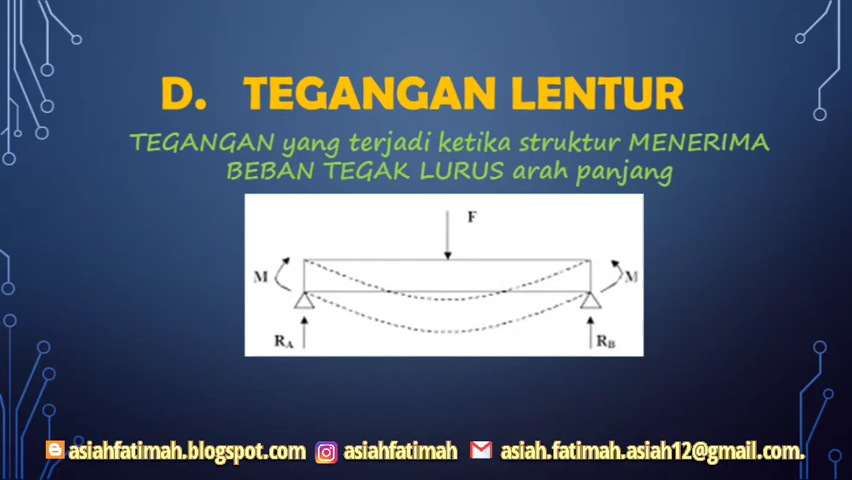 D. TEGANGAN LENTUR
TEGANGAN yang terjadi ketika struktur MENERIMA
BEBAN TEGAK LURUS arah panjang
F
M M
RA RB
asiahfatimah.blogspot.com asiahfatimah asiah.fatimah.asiah12@gmail.com.